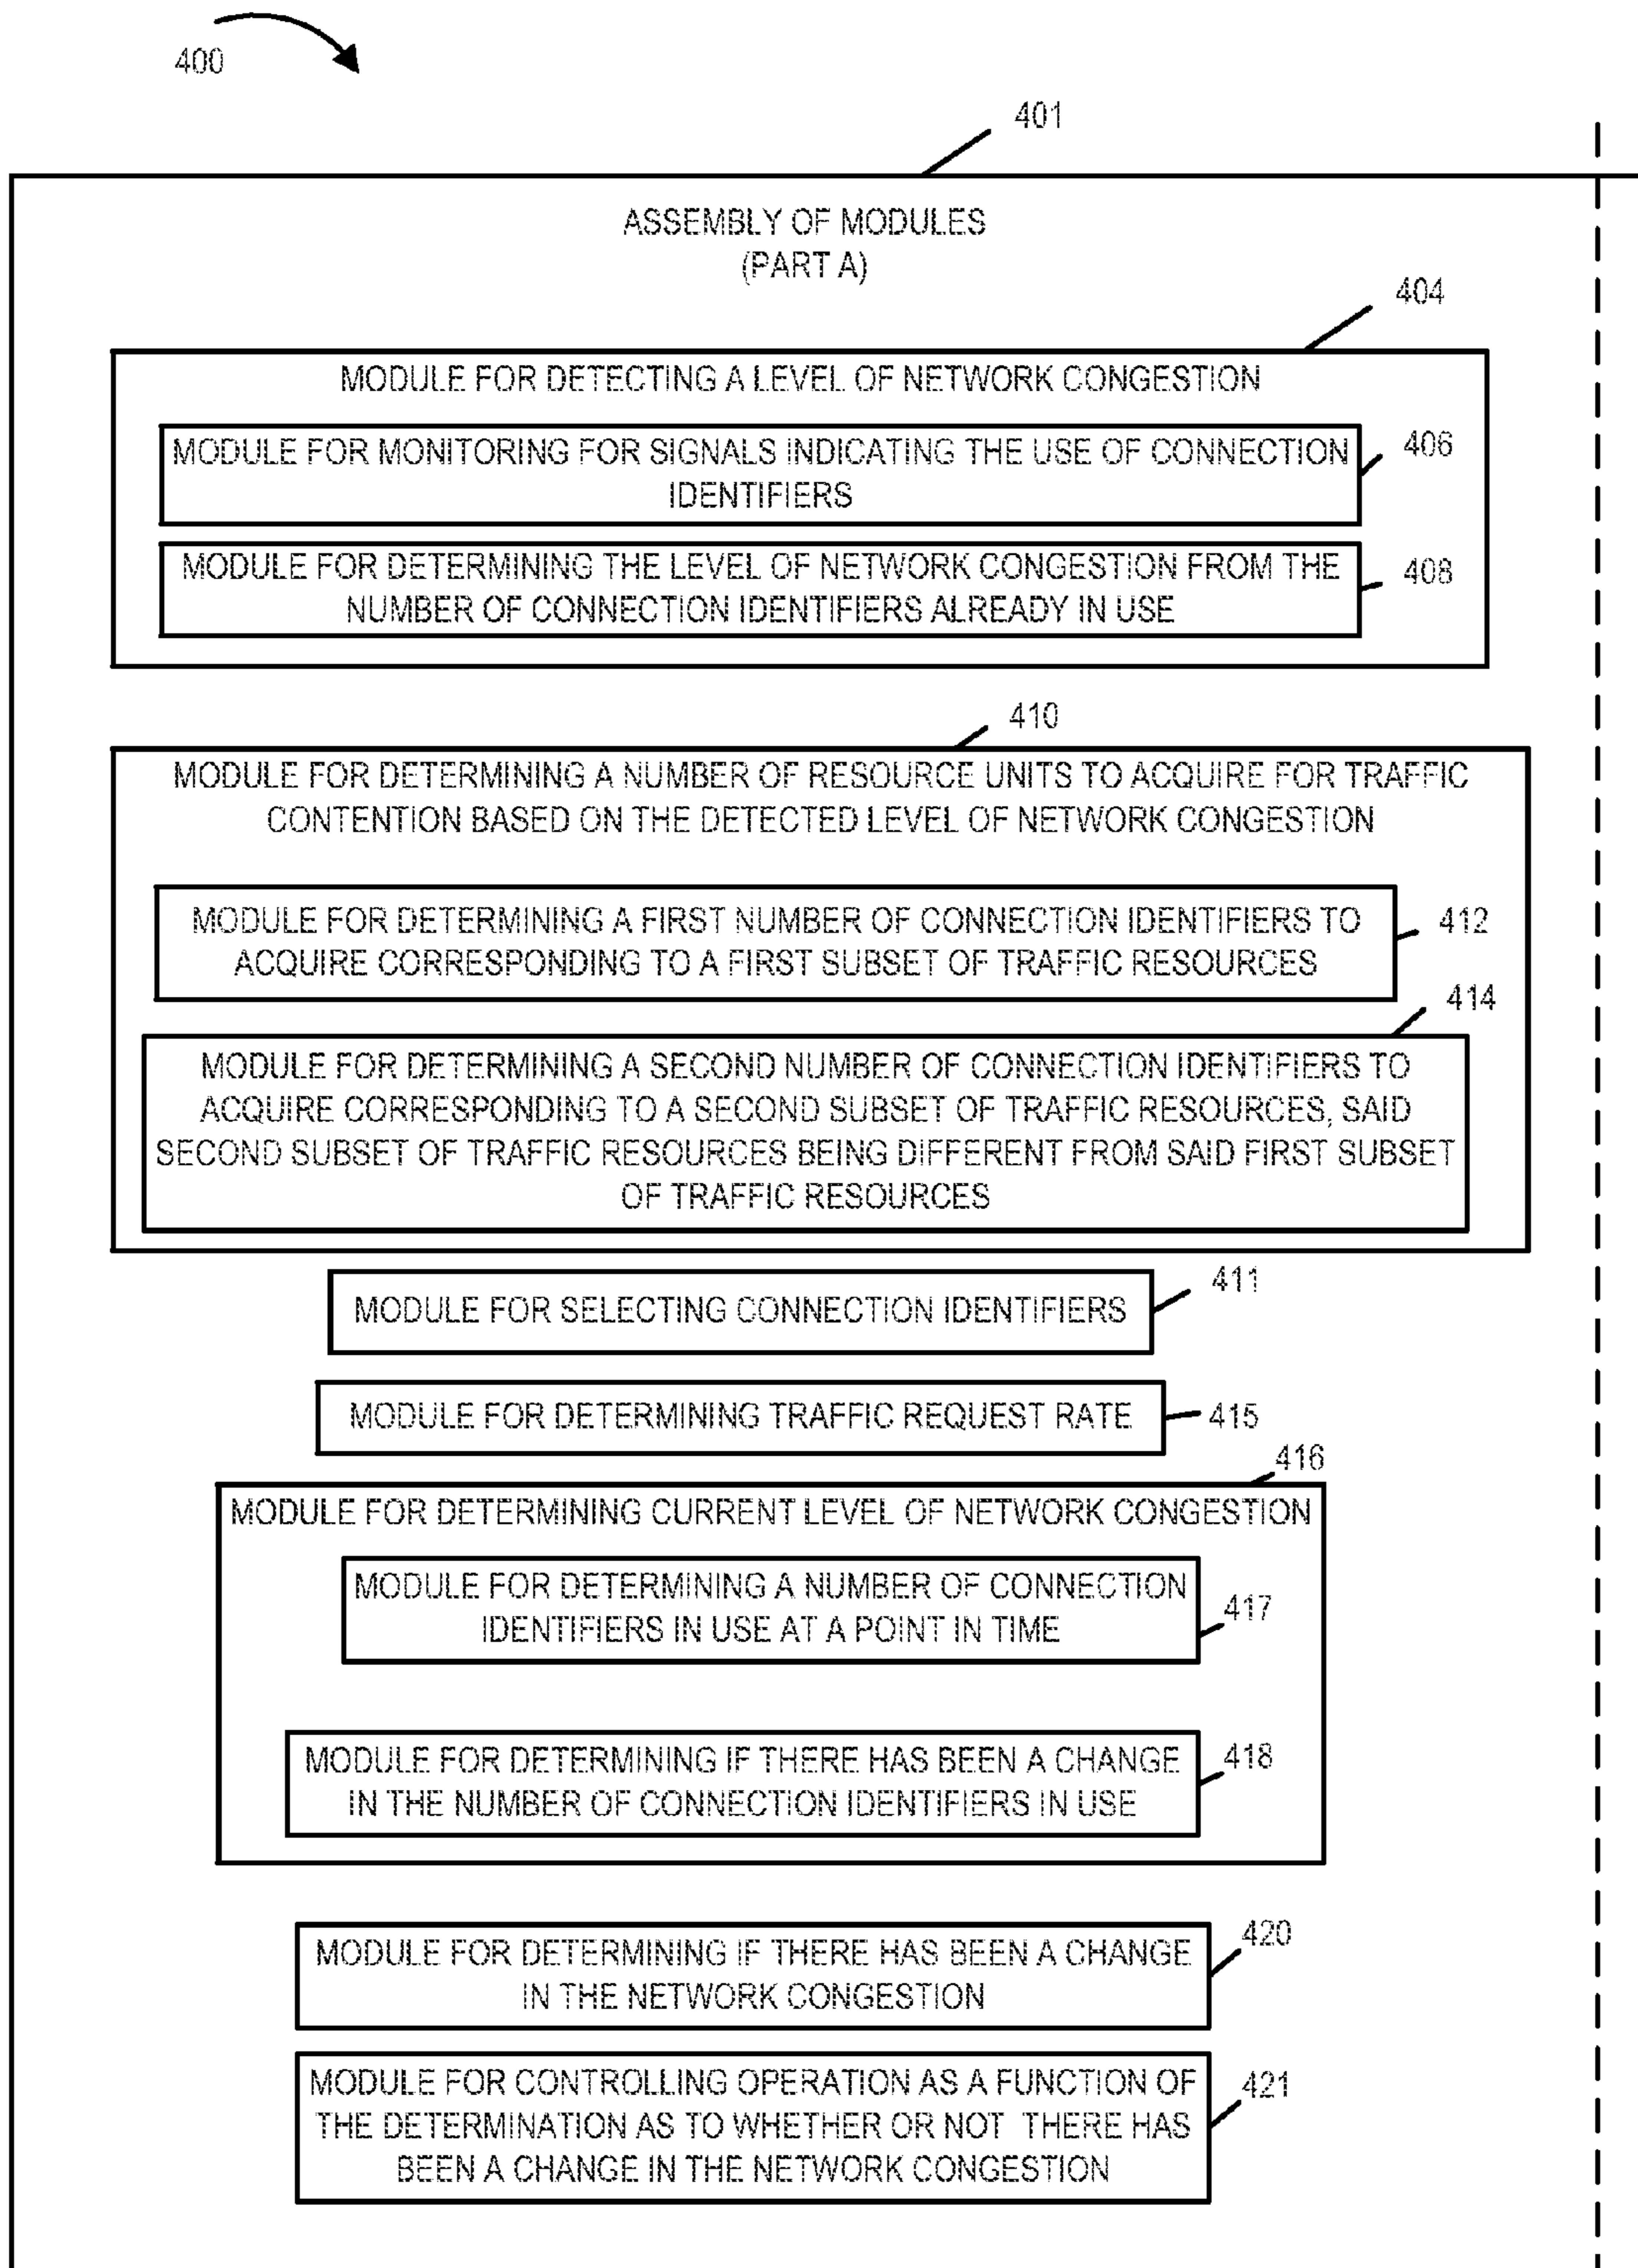 400
401
ASSEMBLY OF MODULES
(PART A)
404
MODULE FOR DETECTING A LEVEL OF NETWORK CONGESTION
MODULE FOR MONITORING FOR SIGNALS INDICATING THE USE OF CONNECTION
IDENTIFIERS
406
MODULE FOR DETERMINING THE LEVEL OF NETWORK CONGESTION FROM THE
NUMBER OF CONNECTION IDENTIFIERS ALREADY IN USE
408
410
MODULE FOR DETERMINING A NUMBER OF RESOURCE UNITS TO ACQUIRE FOR TRAFFIC
CONTENTION BASED ON THE DETECTED LEVEL OF NETWORK CONGESTION
MODULE FOR DETERMINING A FIRST NUMBER OF CONNECTION IDENTIFIERS TO
ACQUIRE CORRESPONDING TO A FIRST SUBSET OF TRAFFIC RESOURCES
412
414
MODULE FOR DETERMINING A SECOND NUMBER OF CONNECTION IDENTIFIERS TO
ACQUIRE CORRESPONDING TO A SECOND SUBSET OF TRAFFIC RESOURCES, SAID
SECOND SUBSET OF TRAFFIC RESOURCES BEING DIFFERENT FROM SAID FIRST SUBSET
OF TRAFFIC RESOURCES
411
MODULE FOR SELECTING CONNECTION IDENTIFIERS
MODULE FOR DETERMINING TRAFFIC REQUEST RATE
415
416
MODULE FOR DETERMINING CURRENT LEVEL OF NETWORK CONGESTION
MODULE FOR DETERMINING A NUMBER OF CONNECTION
IDENTIFIERS IN USE AT A POINT IN TIME
417
MODULE FOR DETERMINING IF THERE HAS BEEN A CHANGE
IN THE NUMBER OF CONNECTION IDENTIFIERS IN USE
418
420
MODULE FOR DETERMINING IF THERE HAS BEEN A CHANGE
IN THE NETWORK CONGESTION
MODULE FOR CONTROLLING OPERATION AS A FUNCTION OF
THE DETERMINATION AS TO WHETHER OR NOT THERE HAS
BEEN A CHANGE IN THE NETWORK CONGESTION
421